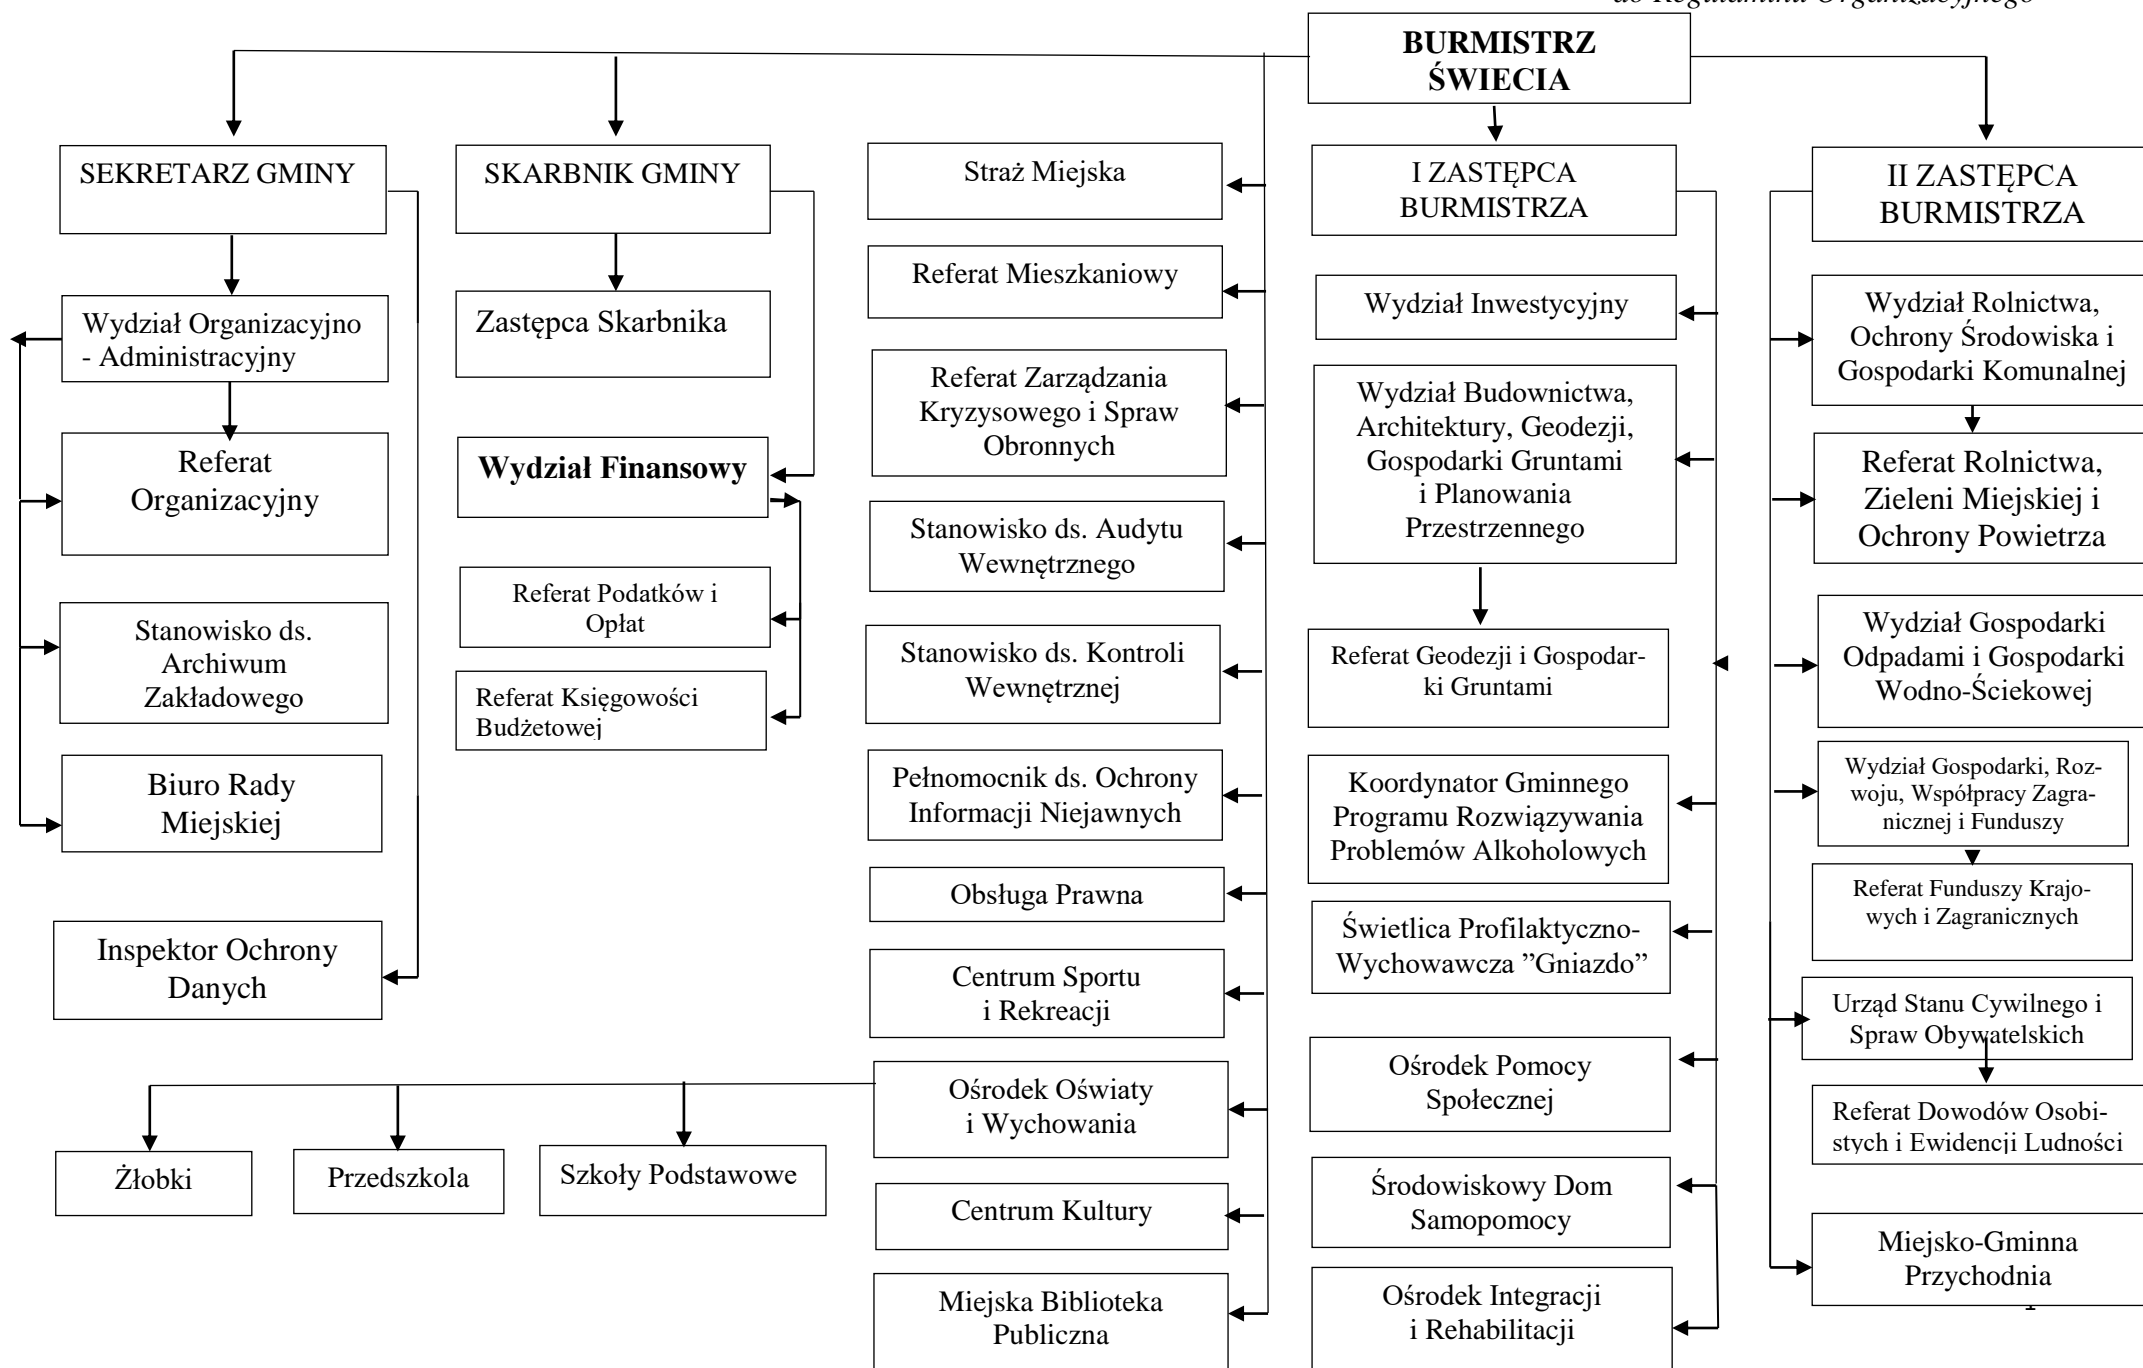 do Regulaminu Organizacyjnego
BURMISTRZ
ŚWIECIA
SEKRETARZ GMINY
SKARBNIK GMINY
Straż Miejska
I ZASTĘPCA
BURMISTRZA
II ZASTĘPCA
BURMISTRZA
Wydział Organizacyjno
- Administracyjny
Referat
Organizacyjny
Stanowisko ds.
Archiwum
Zakładowego
Biuro Rady
Miejskiej
Inspektor Ochrony
Danych
Zastępca Skarbnika
Wydział Finansowy
Referat Podatków i
Opłat
Referat Księgowości
Budżetowej
Referat Mieszkaniowy
Referat Zarządzania
Kryzysowego i Spraw
Obronnych
Stanowisko ds. Audytu
Wewnętrznego
Stanowisko ds. Kontroli
Wewnętrznej
Pełnomocnik ds. Ochrony
Informacji Niejawnych
Obsługa Prawna
Centrum Sportu
i Rekreacji
Ośrodek Oświaty
i Wychowania
Żłobki
Przedszkola
Szkoły Podstawowe
Centrum Kultury
Miejska Biblioteka
Publiczna
Wydział Inwestycyjny
Wydział Budownictwa,
Architektury, Geodezji,
Gospodarki Gruntami
i Planowania
Przestrzennego
Referat Geodezji i Gospodar-
ki Gruntami
Koordynator Gminnego
Programu Rozwiązywania
Problemów Alkoholowych
Świetlica Profilaktyczno-
Wychowawcza ”Gniazdo”
Ośrodek Pomocy
Społecznej
Środowiskowy Dom
Samopomocy
Ośrodek Integracji
i Rehabilitacji
Wydział Rolnictwa,
Ochrony Środowiska i
Gospodarki Komunalnej
Referat Rolnictwa,
Zieleni Miejskiej i
Ochrony Powietrza
Wydział Gospodarki
Odpadami i Gospodarki
Wodno-Ściekowej
Wydział Gospodarki, Roz-
woju, Współpracy Zagra-
nicznej i Funduszy
Referat Funduszy Krajo-
wych i Zagranicznych
Urząd Stanu Cywilnego i
Spraw Obywatelskich
Referat Dowodów Osobi-
stych i Ewidencji Ludności
Miejsko-Gminna
Przychodnia